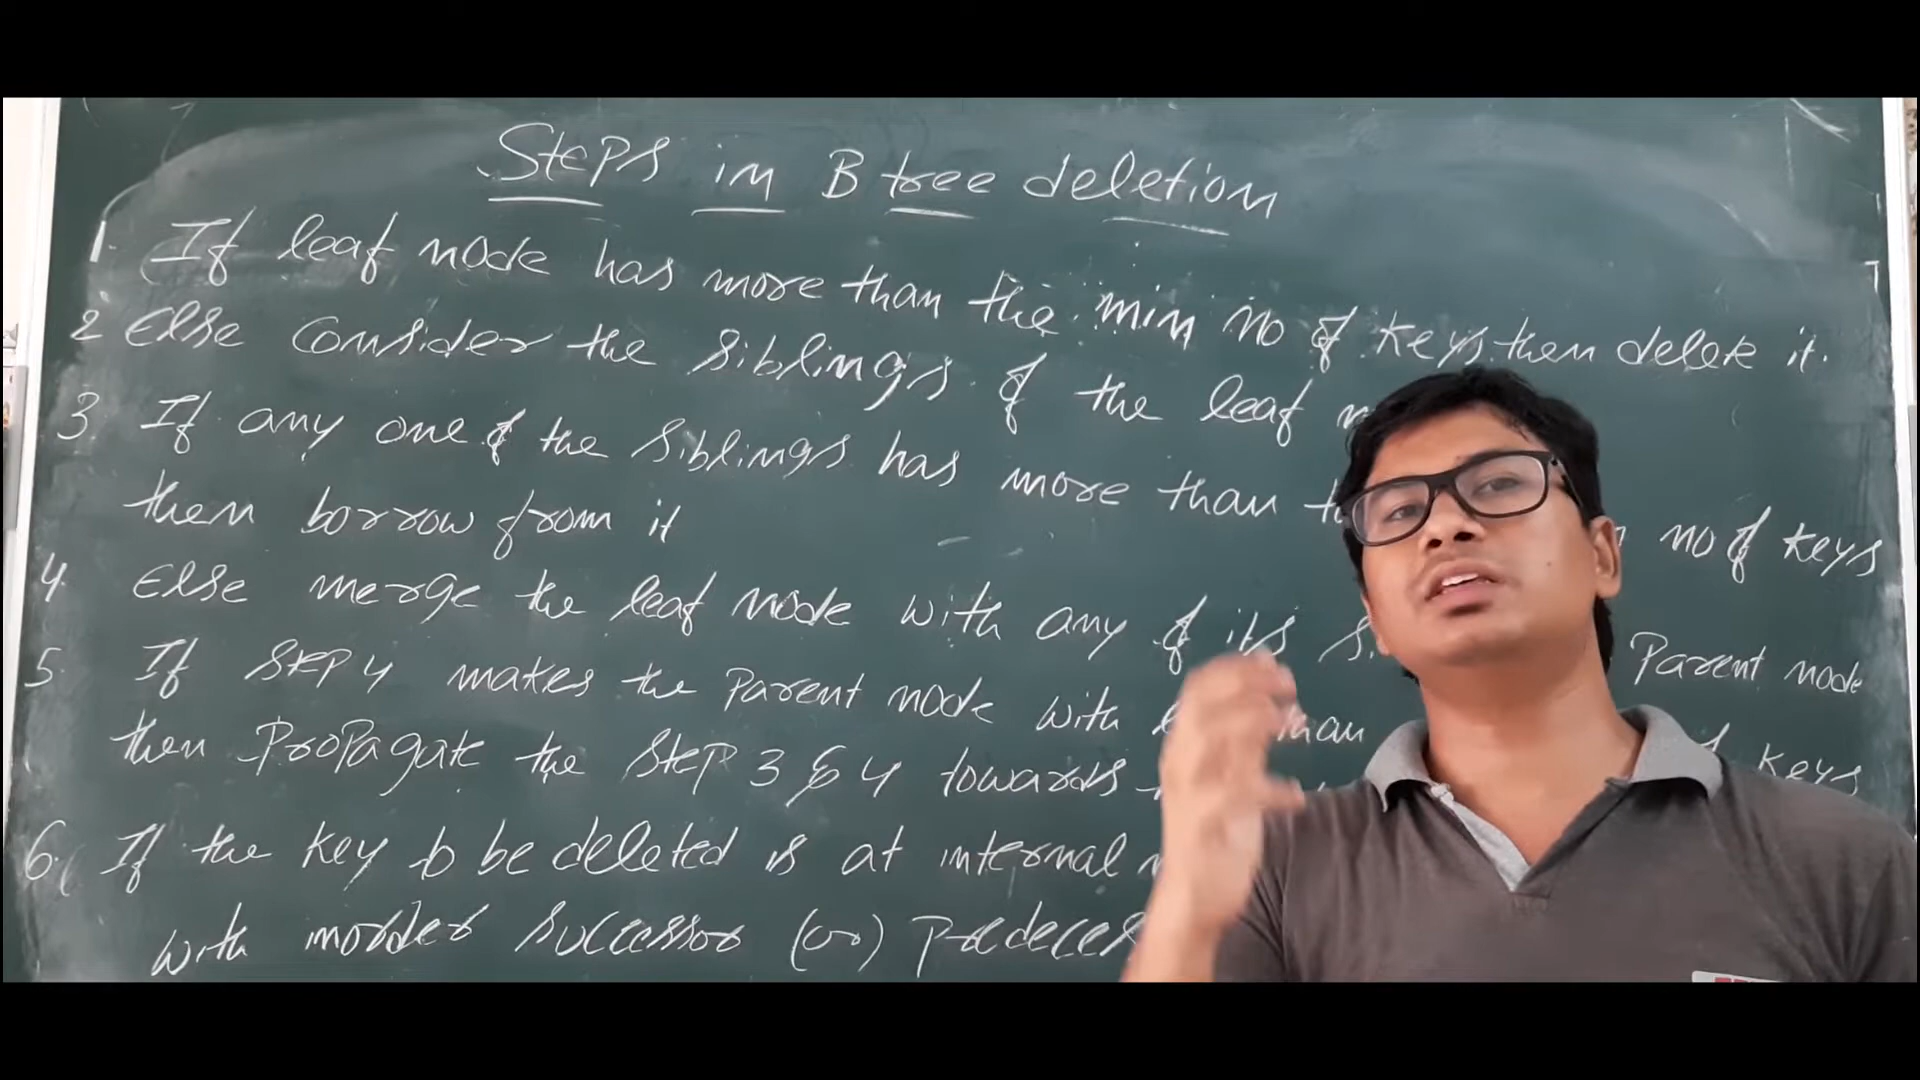 Steps in B tree deletion
1. If leaf node has more than the min no of keys then delete it.
2 Else Consider the siblings of the leaf
3. If any one of the siblings has more than no of keys
then borrow from it
4. Else merge the leaf node with any of its Parent node
5. If STEP 4 makes the Parent node with than keys
then Propagate the STEP 3 & 4 towards
6. If the key to be deleted is at internal
with inorder successor (or)